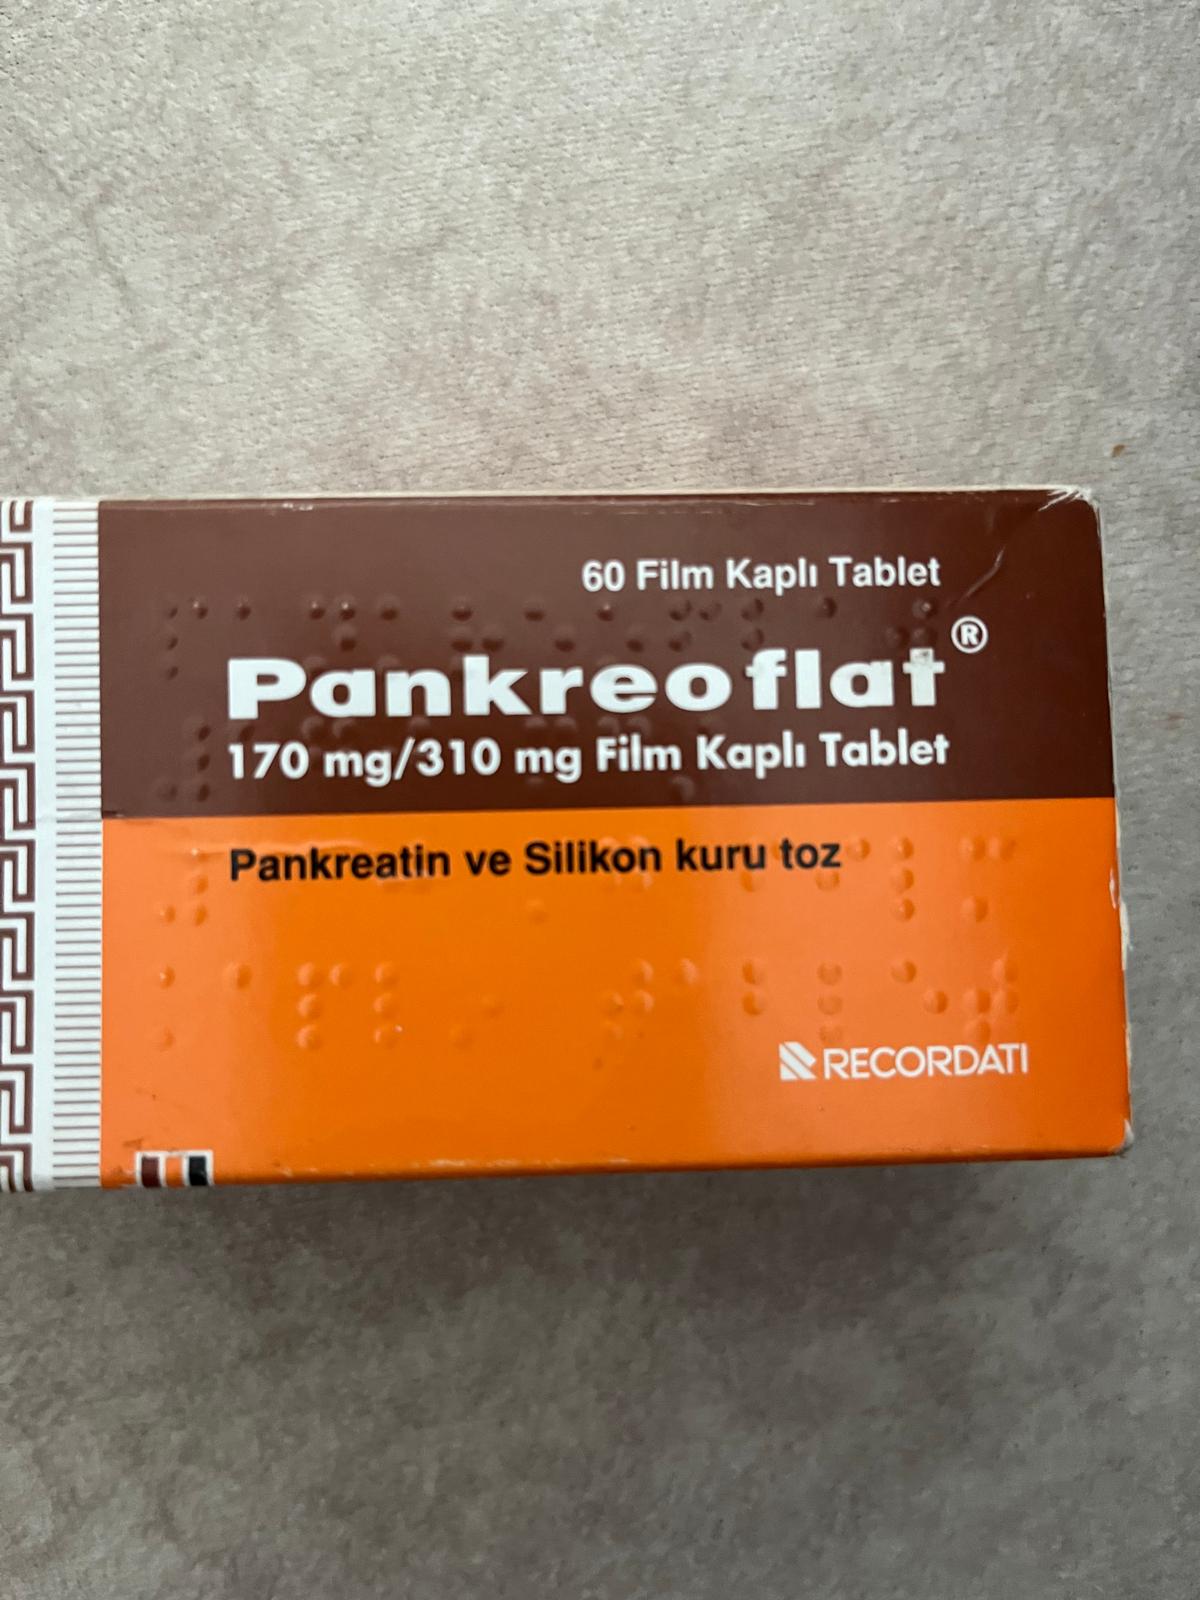 60 Film Kaplı Tablet
Pankreoflat®
170 mg/310 mg Film Kaplı Tablet
Pankreatin ve Silikon kuru toz
RECORDATI